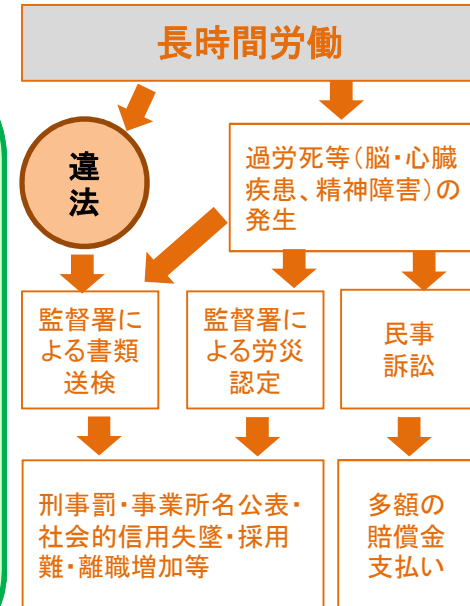 長時間労働
違
法
過労死等(脳・心臓
疾患、精神障害)の
発生
監督署に
よる書類
送検
監督署に
よる労災
認定
民事
訴訟
刑事罰・事業所名公表・
社会的信用失墜・採用
難・離職増加等
多額の
賠償金
支払い